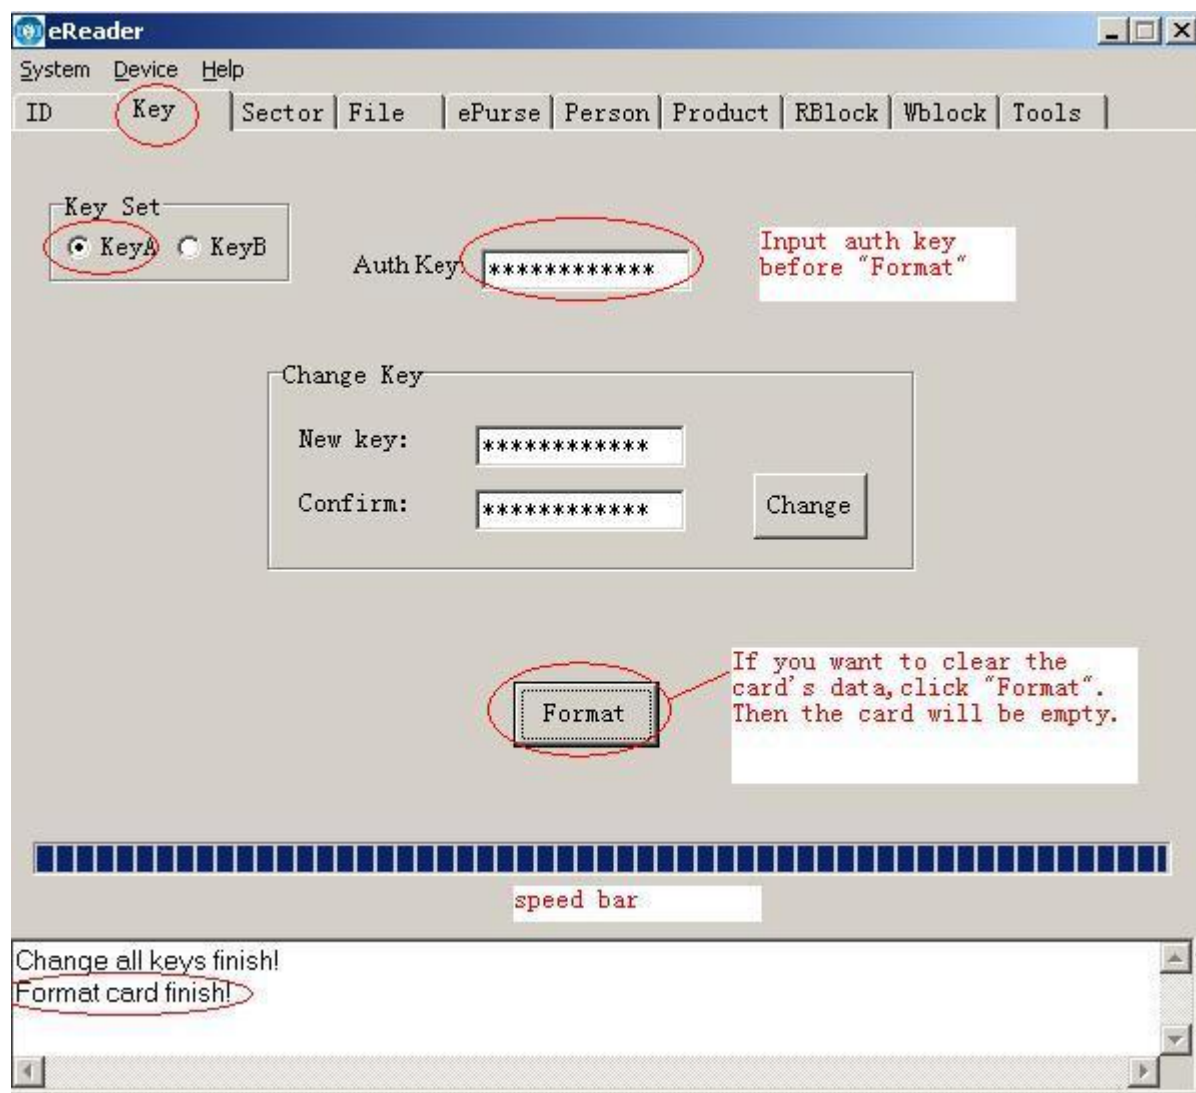 eReader
System Device Help
ID Key Sector File ePurse Person Product RBlock Wblock Tools
Key Set
KeyA KeyB
Auth Key: ************
Input auth key
before "Format"
Change Key
New key: ************
Confirm: ************
Change
Format
If you want to clear the
card's data,click "Format".
Then the card will be empty.
speed bar
Change all keys finish!
Format card finish!